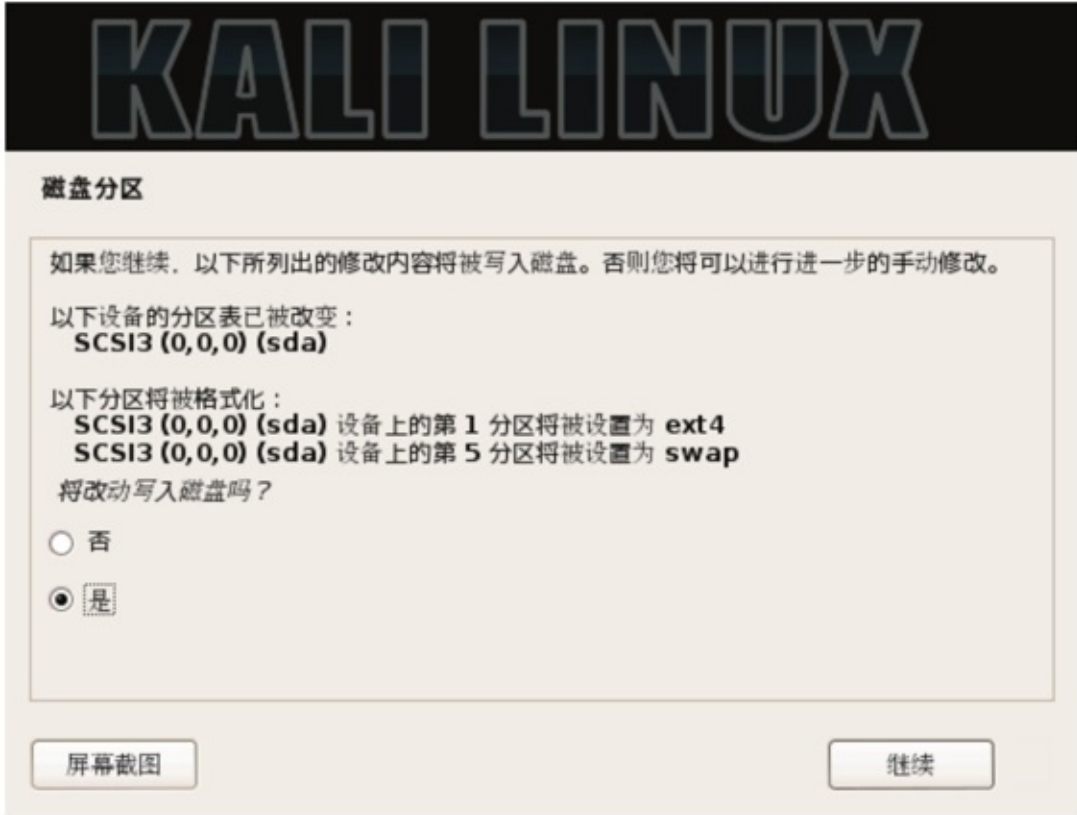 KALI LINUX
磁盘分区
如果您继续，以下所列出的修改内容将被写入磁盘。否则您将可以进行进一步的手动修改。
以下设备的分区表已被改变：
SCSI3 (0,0,0) (sda)
以下分区将被格式化：
SCSI3 (0,0,0) (sda) 设备上的第 1 分区将被设置为 ext4
SCSI3 (0,0,0) (sda) 设备上的第 5 分区将被设置为 swap
将改动写入磁盘吗？
否
是
屏幕截图
继续